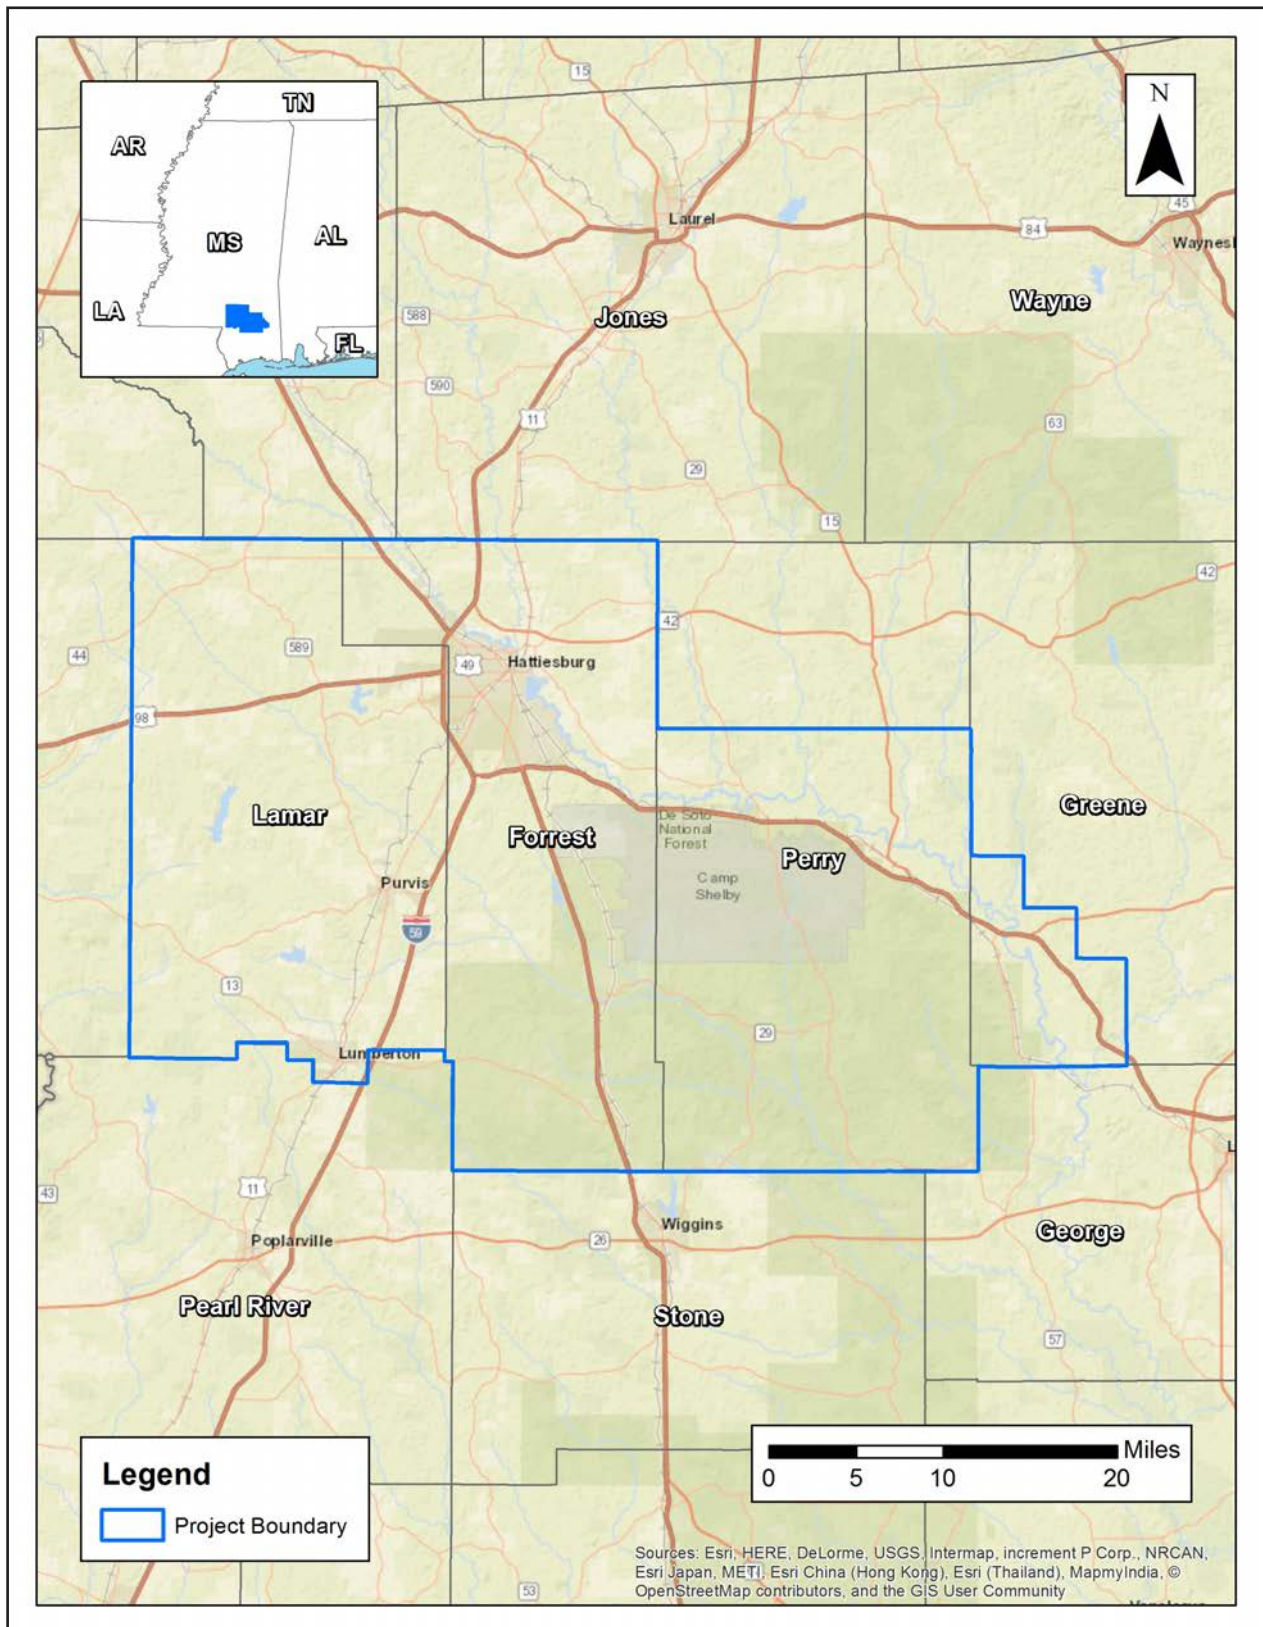 TN
AR
MS
AL
LA
FL
N
15
Laurel
45
84
Waynesb
Wayne
Jones
588
590
11
63
29
15
42
42
44
589
49
Hattiesburg
98
Lamar
Forrest
De Soto
National
Forest
Perry
Greene
Camp
Shelby
Purvis
59
13
29
Lumberton
43
11
Wiggins
26
Poplarville
George
Pearl River
Stone
57
Legend
Project Boundary
Miles
0 5 10 20
Sources: Esri, HERE, DeLorme, USGS, Intermap, increment P Corp., NRCAN,
Esri Japan, METI, Esri China (Hong Kong), Esri (Thailand), MapmyIndia, ©
OpenStreetMap contributors, and the GIS User Community
53